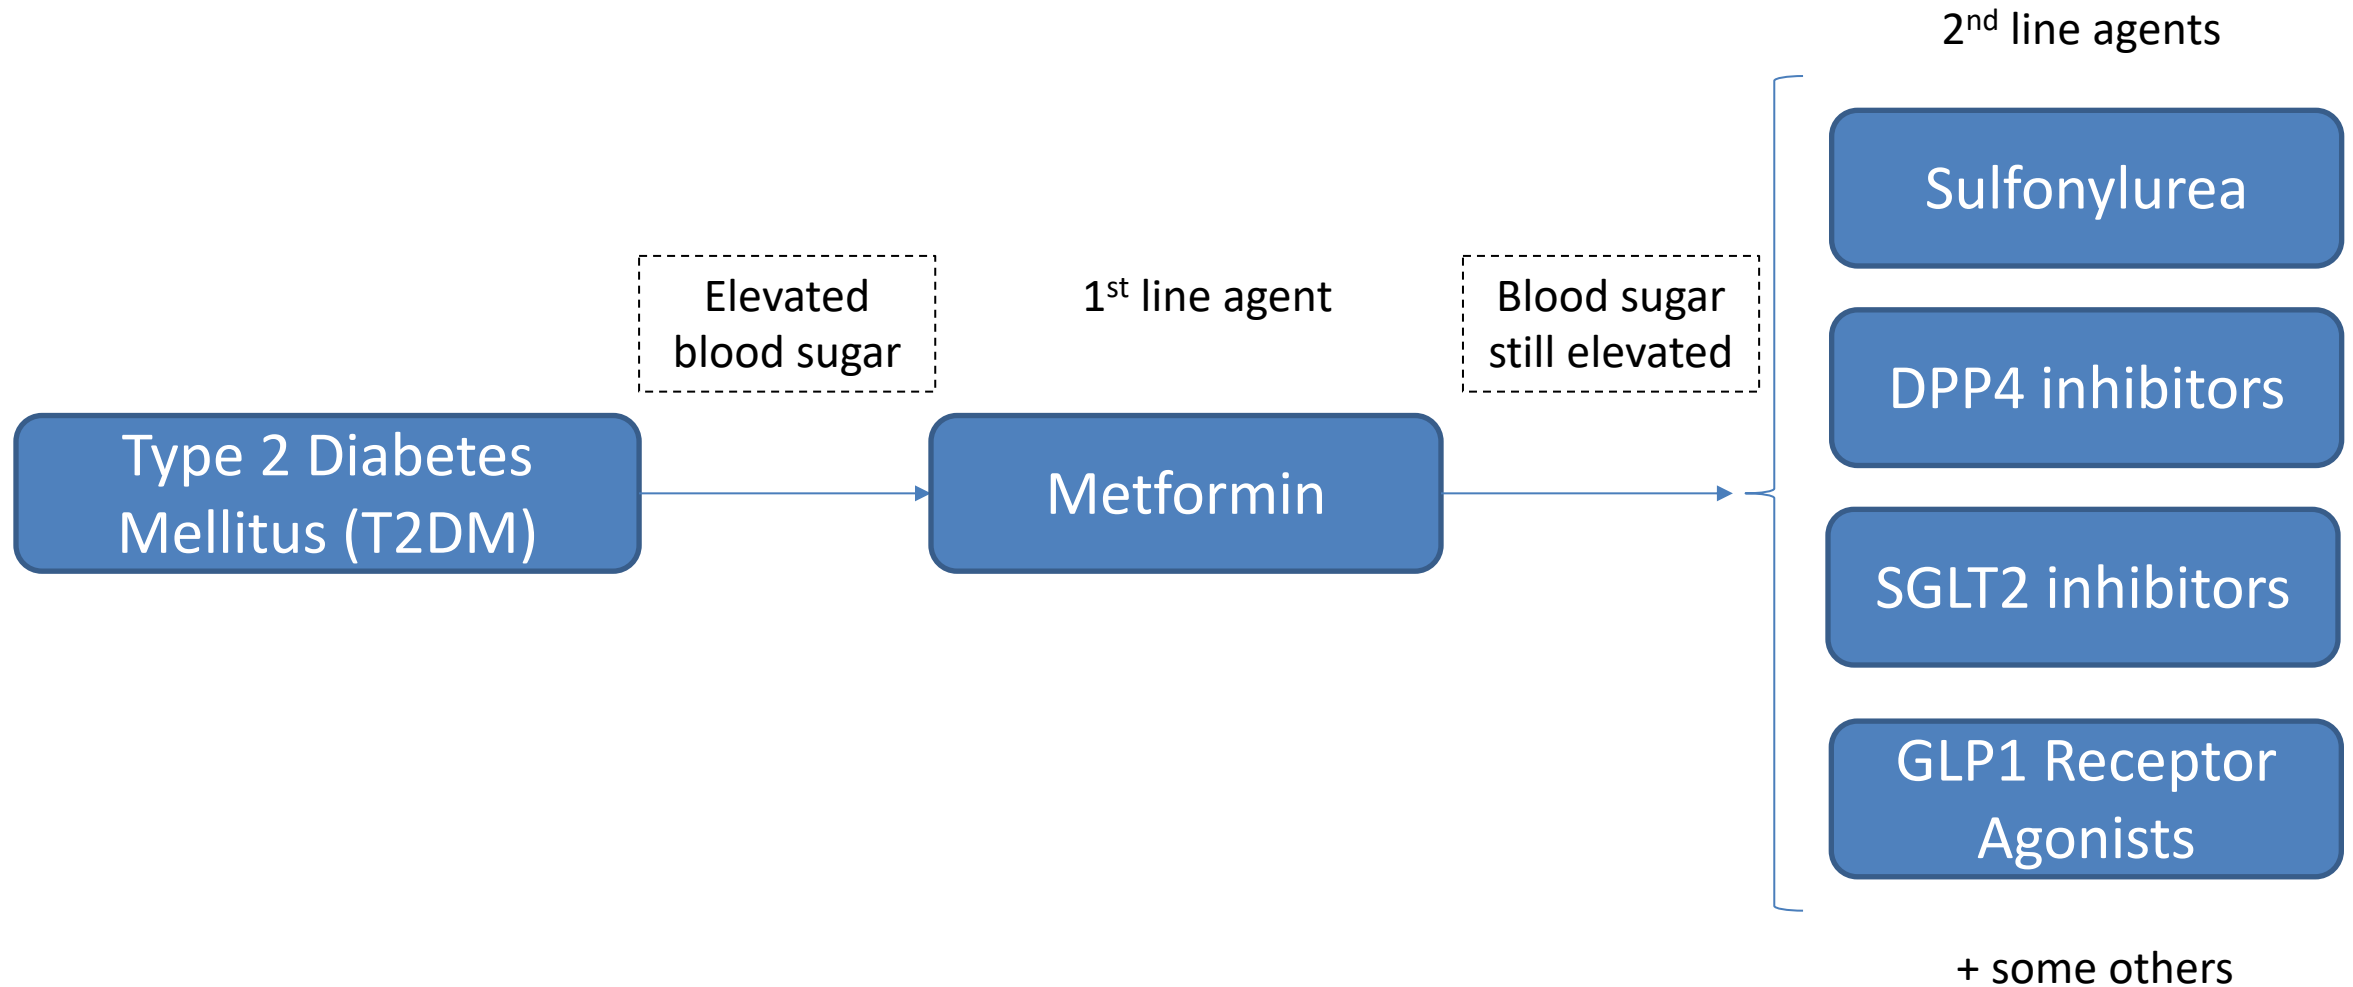 2nd line agents
Sulfonylurea
Elevated
blood sugar
1st line agent
Blood sugar
still elevated
DPP4 inhibitors
Type 2 Diabetes
Mellitus (T2DM)
Metformin
SGLT2 inhibitors
GLP1 Receptor
Agonists
+ some others